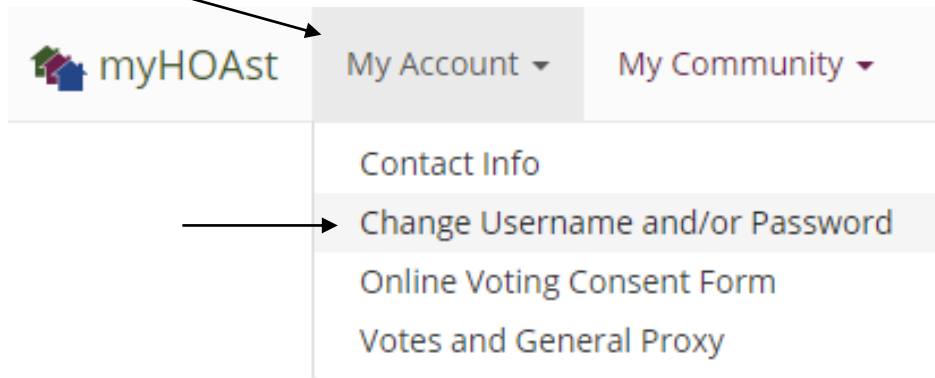 myHOAst My Account My Community
Contact Info
Change Username and/or Password
Online Voting Consent Form
Votes and General Proxy